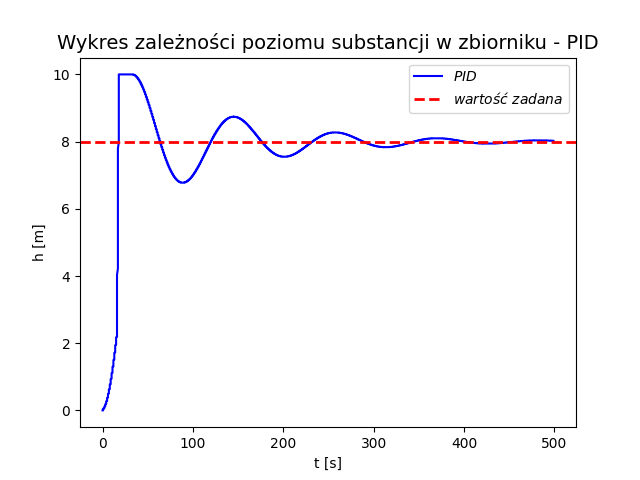 Wykres zależności poziomu substancji w zbiorniku - PID
PID
wartość zadana
10
8
6
4
2
0
h [m]
0 100 200 300 400 500
t [s]